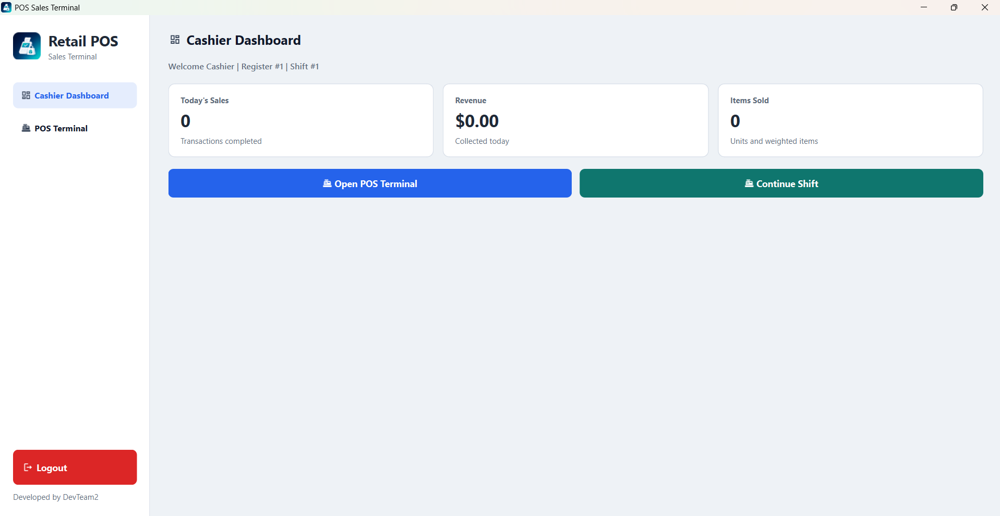 POS Sales Terminal
Retail POS
Sales Terminal
Cashier Dashboard
POS Terminal
Logout
Developed by DevTeam2
Cashier Dashboard
Welcome Cashier | Register #1 | Shift #1
Today's Sales
0
Transactions completed
Revenue
$0.00
Collected today
Items Sold
0
Units and weighted items
Open POS Terminal
Continue Shift